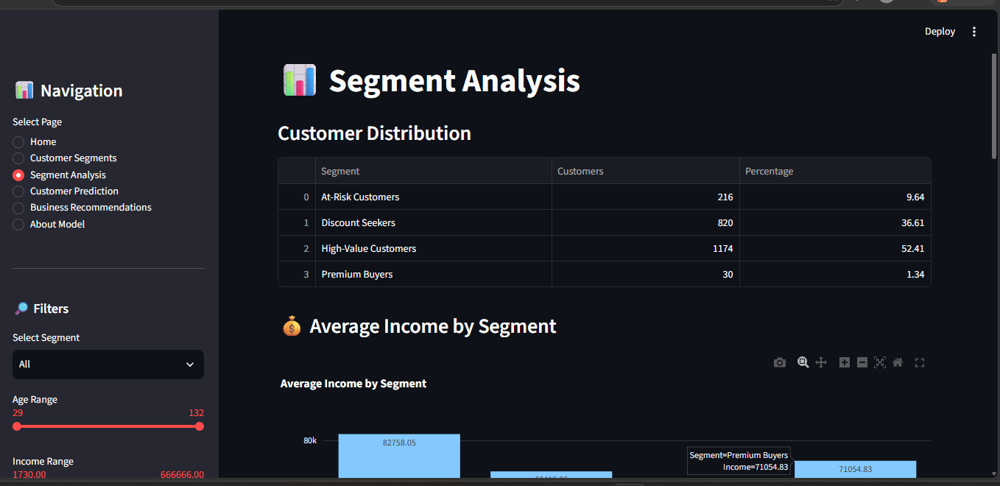 Deploy
Navigation
Select Page
Home
Customer Segments
Segment Analysis
Customer Prediction
Business Recommendations
About Model
Filters
Select Segment
All
Age Range
29 132
Income Range
1730.00 666666.00
Segment Analysis
Customer Distribution
Segment Customers Percentage
0 At-Risk Customers 216 9.64
1 Discount Seekers 820 36.61
2 High-Value Customers 1174 52.41
3 Premium Buyers 30 1.34
Average Income by Segment
Average Income by Segment
80k
82758.05
Segment=Premium Buyers
Income=71054.83
71054.83